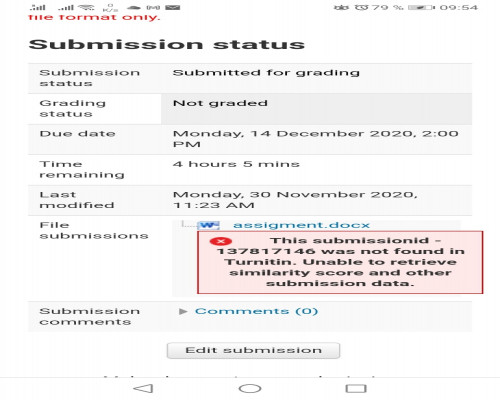 0
K/s
79 %
09:54
file format only.
Submission status
Submission status
Submitted for grading
Grading status
Not graded
Due date
Monday, 14 December 2020, 2:00 PM
Time remaining
4 hours 5 mins
Last modified
Monday, 30 November 2020, 11:23 AM
File submissions
assigment.docx
This submissionid -
137817146 was not found in
Turnitin. Unable to retrieve
similarity score and other
submission data.
Submission comments
Comments (0)
Edit submission